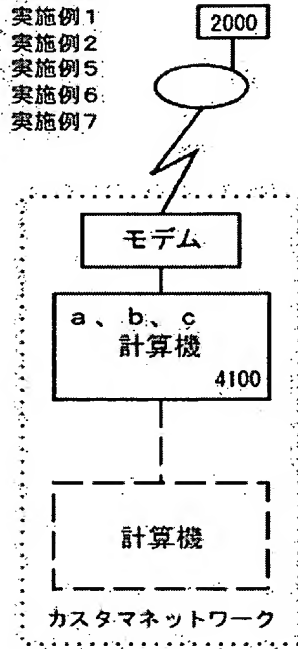 実施例1
実施例2
実施例5
実施例6
実施例7
2000
モデム
a、b、c
計算機
4100
計算機
カスタマネットワーク